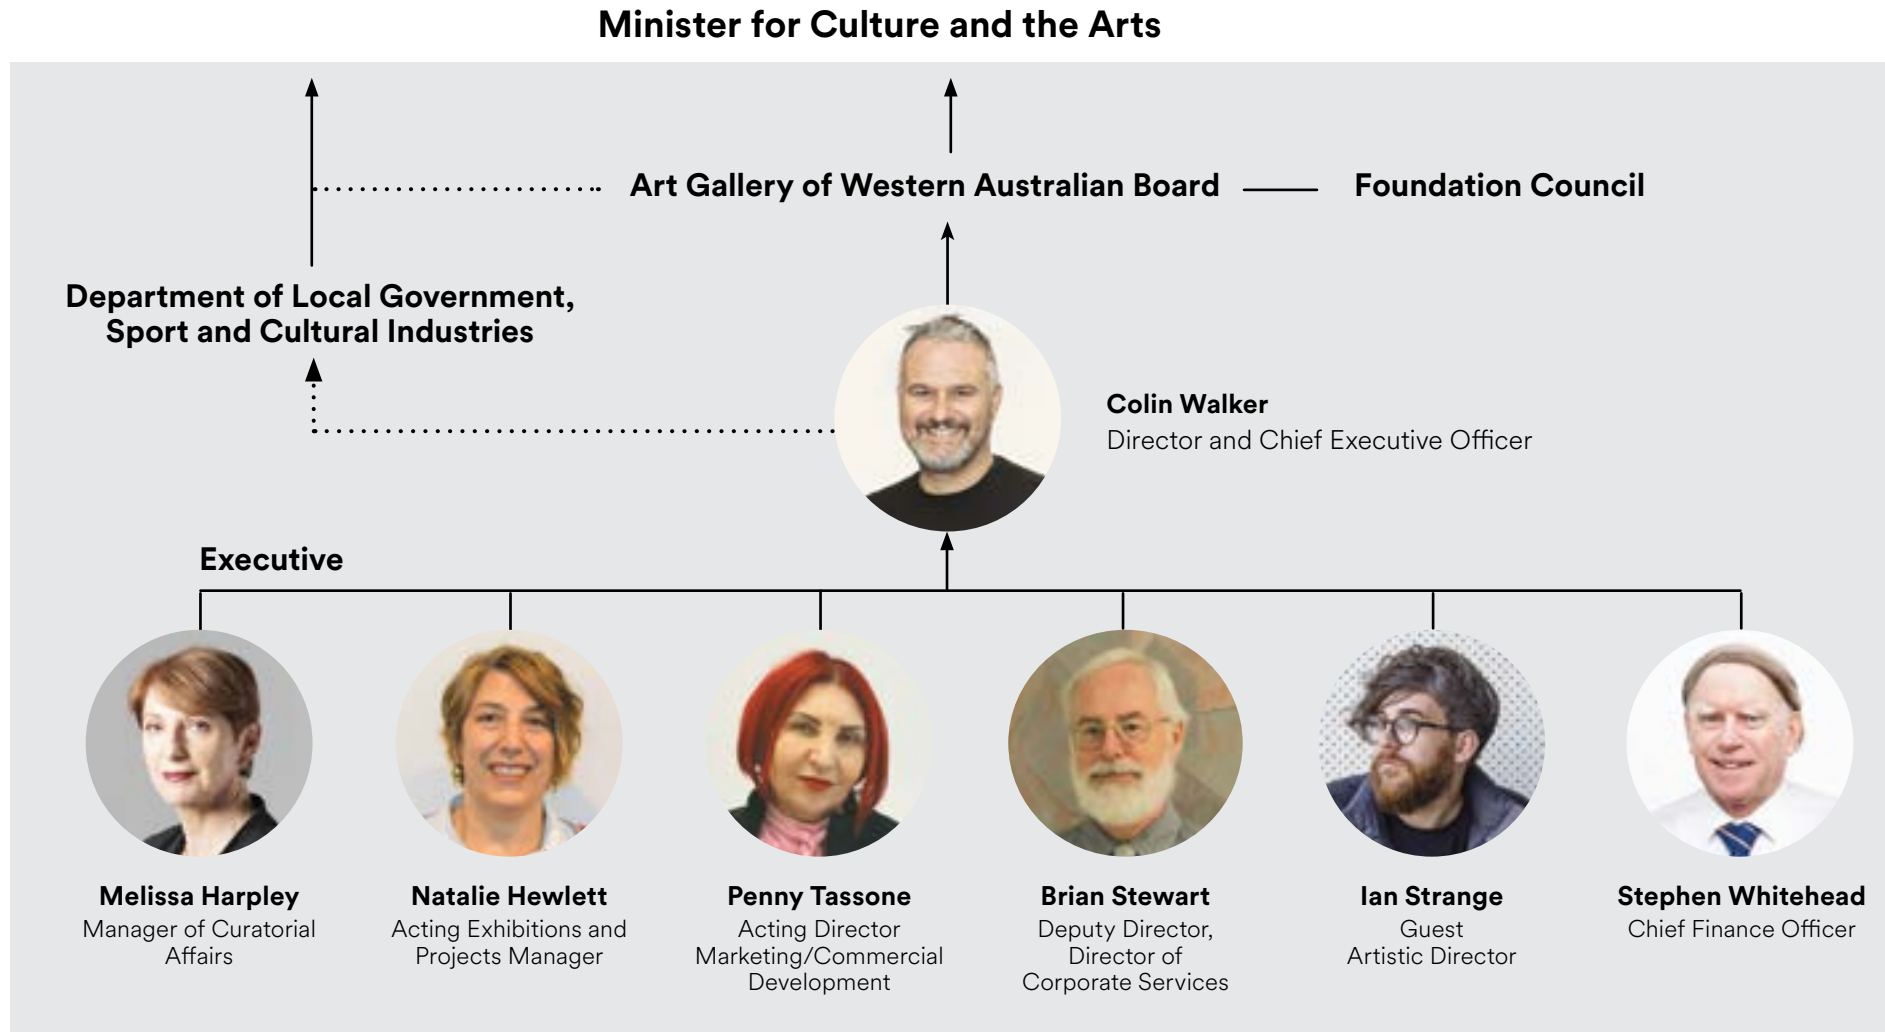 Minister for Culture and the Arts
Art Gallery of Western Australian Board
Foundation Council
Department of Local Government,
Sport and Cultural Industries
Colin Walker
Director and Chief Executive Officer
Executive
Melissa Harpley
Manager of Curatorial
Affairs
Natalie Hewlett
Acting Exhibitions and
Projects Manager
Penny Tassone
Acting Director
Marketing/Commercial
Development
Brian Stewart
Deputy Director,
Director of
Corporate Services
Ian Strange
Guest
Artistic Director
Stephen Whitehead
Chief Finance Officer